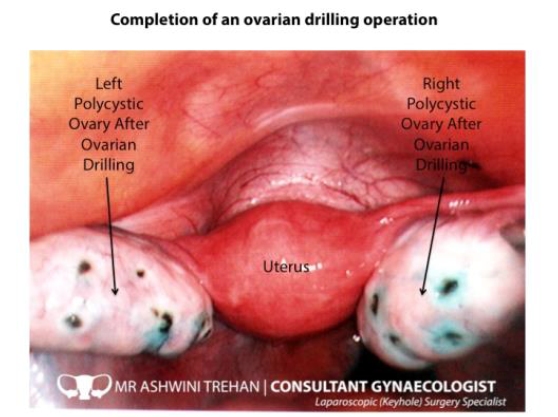 Completion of an ovarian drilling operation
Left
Polycystic
Ovary After
Ovarian
Drilling
Right
Polycystic
Ovary After
Ovarian
Drilling
Uterus
MR ASHWINI TREHAN | CONSULTANT GYNAECOLOGIST
Laparoscopic (Keyhole) Surgery Specialist